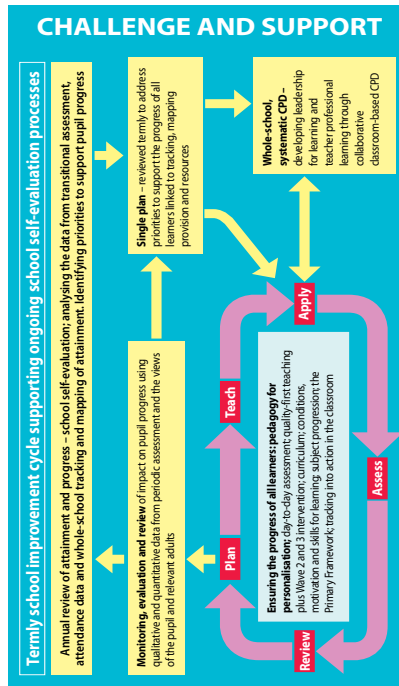 CHALLENGE AND SUPPORT
Termly school improvement cycle supporting ongoing school self-evaluation processes
Annual review of attainment and progress – school self-evaluation; analysing the data from transitional assessment,
attendance data and whole-school tracking and mapping of attainment. Identifying priorities to support pupil progress
Monitoring, evaluation and review of impact on pupil progress using
qualitative and quantitative data from periodic assessment and the views
of the pupil and relevant adults
Single plan – reviewed termly to address
priorities to support the progress of all
learners linked to tracking, mapping
provision and resources
Whole-school,
systematic CPD –
developing leadership
for learning and
teacher professional
learning through
collaborative
classroom-based CPD
Plan
Teach
Apply
Assess
Review
Ensuring the progress of all learners: pedagogy for
personalisation; day-to-day assessment; quality-first teaching
plus Wave 2 and 3 intervention; curriculum; conditions,
motivation and skills for learning; subject progression; the
Primary Framework; tracking into action in the classroom